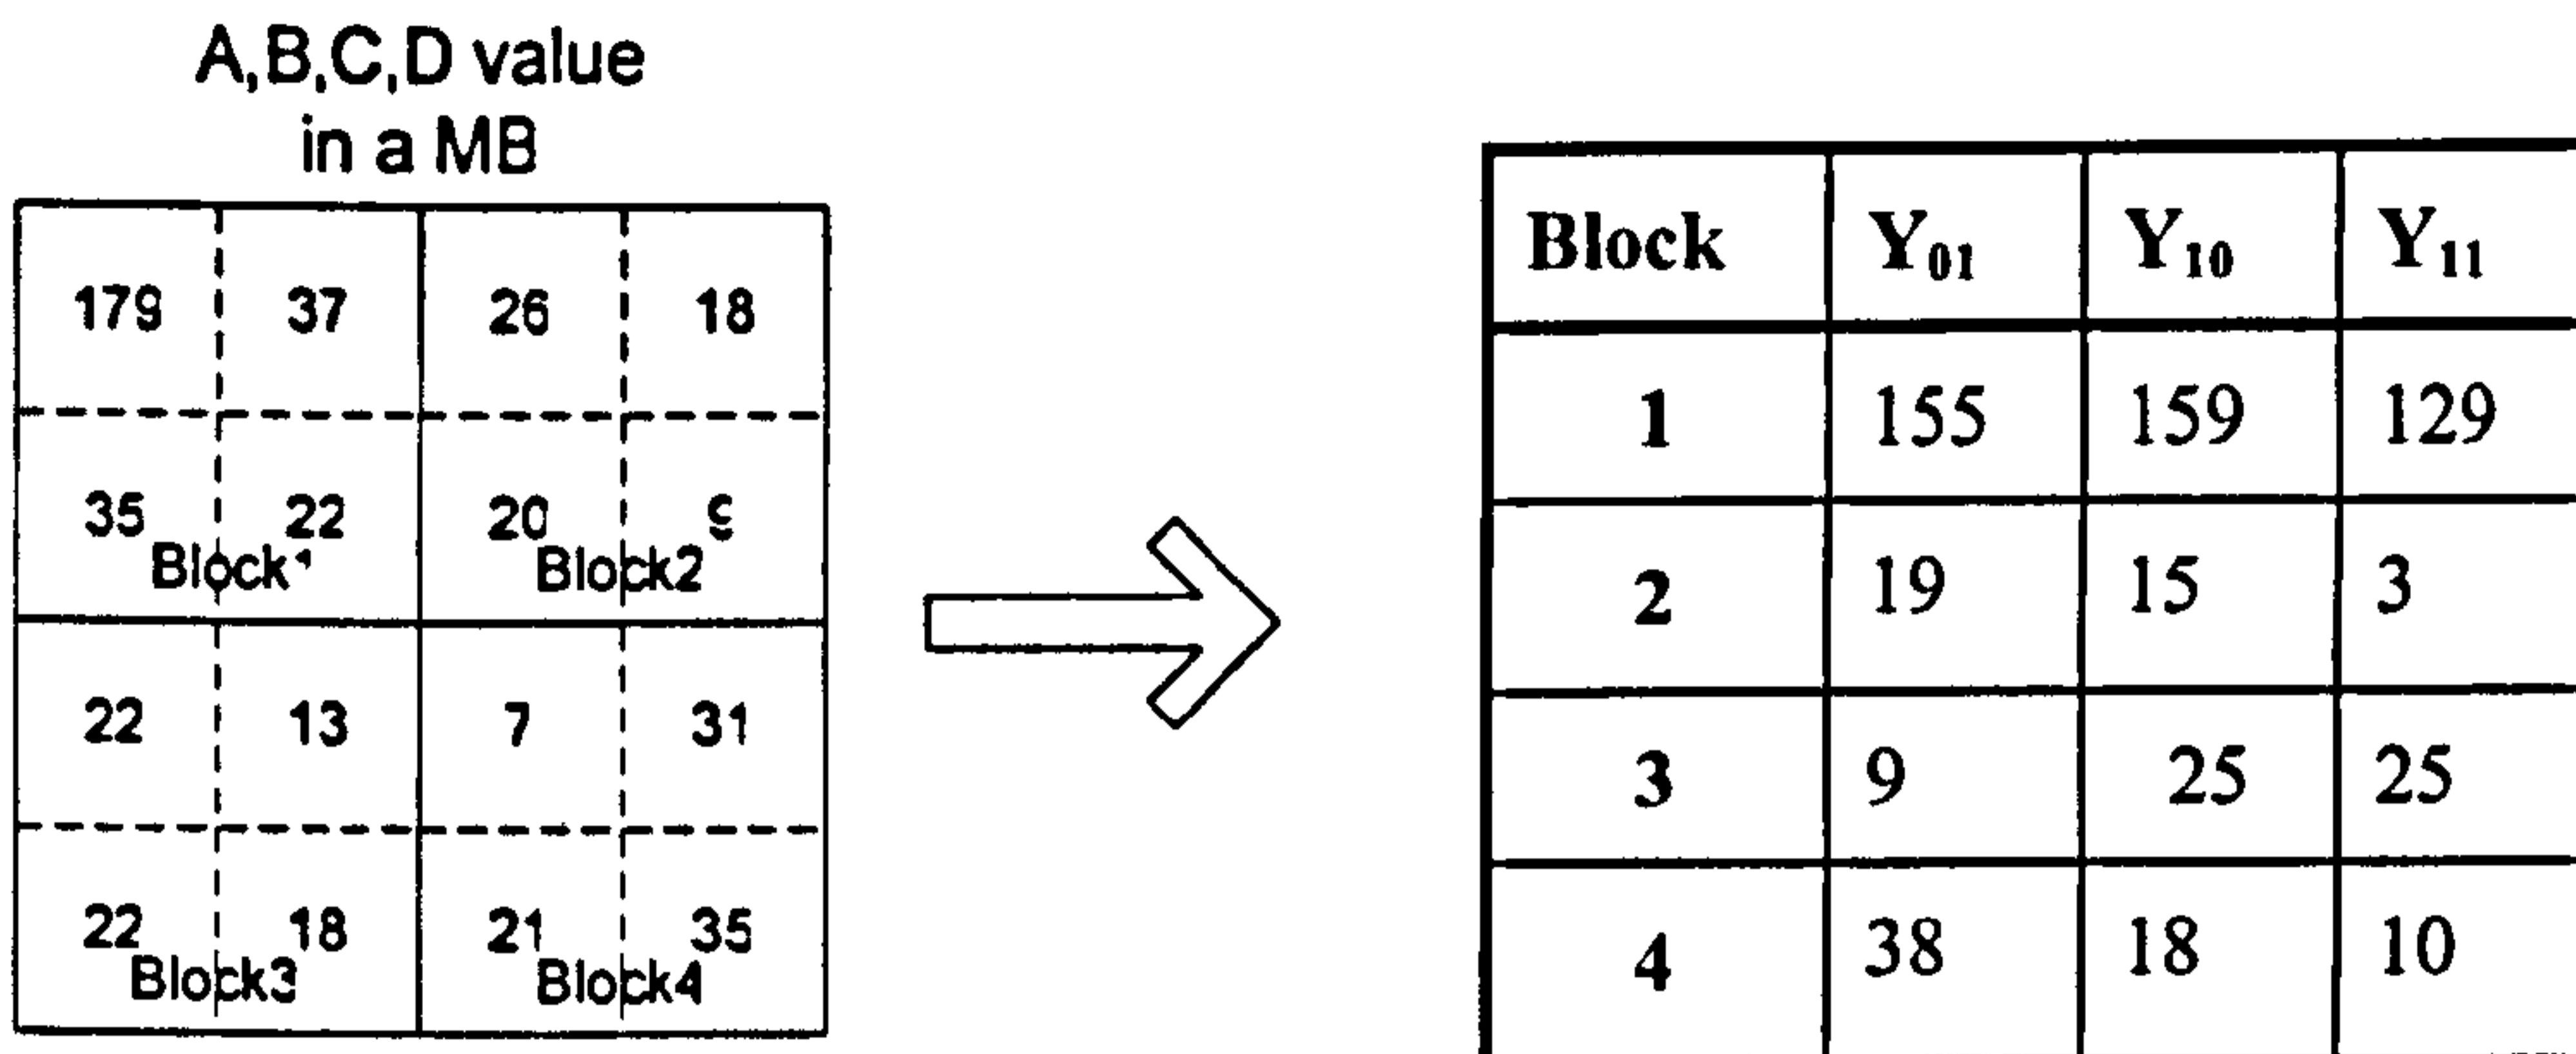 A,B,C,D value
in a MB
179 37 26 18
35 22 20 9
Block1 Block2
22 13 7 31
22 18 21 35
Block3 Block4
Block Y01 Y10 Y11
1 155 159 129
2 19 15 3
3 9 25 25
4 38 18 10